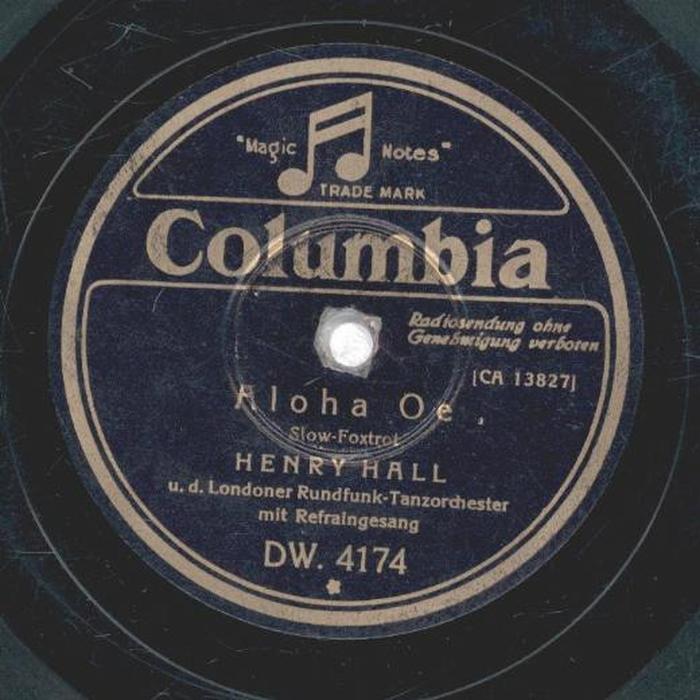 "Magic Notes"
TRADE MARK
Columbia
Radiosendung ohne
Genehmigung verboten
[CA 13827]
Aloha Oe
Slow-Foxtrot
HENRY HALL
u. d. Londoner Rundfunk-Tanzorchester
mit Refraingesang
DW. 4174